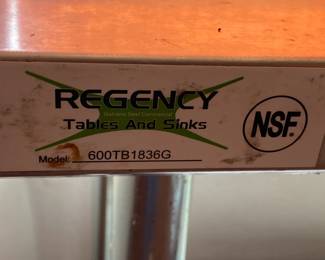 REGENCY
Tables And Sinks
NSF.
Model: 600TB1836G